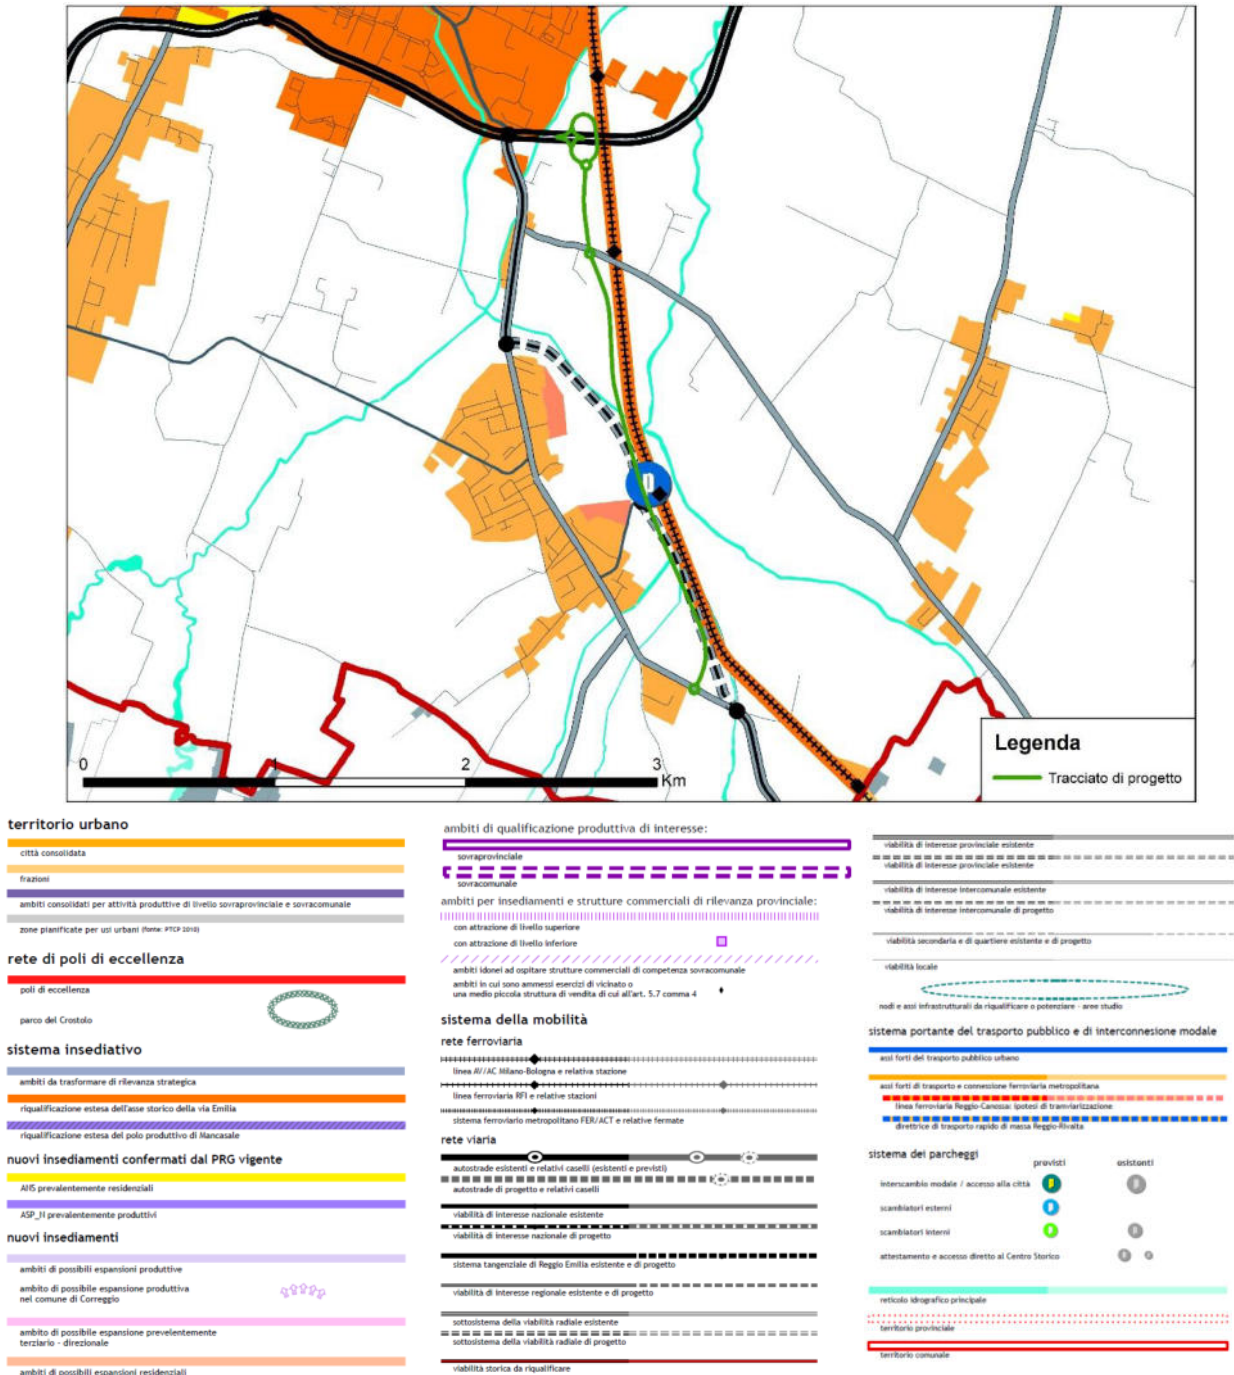 0
1
2
3
Km
Legenda
Tracciato di progetto
territorio urbano
città consolidata
frazioni
ambiti consolidati per attività produttive di livello sovraprovinciale e sovracomunale
zone pianificate per usi urbani (fonte: PTCP 2010)
rete di poli di eccellenza
poli di eccellenza
parco del Crostolo
sistema insediativo
ambiti da trasformare di rilevanza strategica
riqualificazione estesa dell'asse storico della via Emilia
riqualificazione estesa del polo produttivo di Mancasale
nuovi insediamenti confermati dal PRG vigente
ANS prevalentemente residenziali
ASP_N prevalentemente produttivi
nuovi insediamenti
ambiti di possibili espansioni produttive
ambito di possibile espansione produttiva
nel comune di Correggio
ambito di possibile espansione prevelentemente
terziario - direzionale
ambiti di possibili espansioni residenziali
ambiti di qualificazione produttiva di interesse:
sovraprovinciale
sovracomunale
ambiti per insediamenti e strutture commerciali di rilevanza provinciale:
con attrazione di livello superiore
con attrazione di livello inferiore
ambiti idonei ad ospitare strutture commerciali di competenza sovracomunale
ambiti in cui sono ammessi esercizi di vicinato o
una medio piccola struttura di vendita di cui all'art. 5.7 comma 4
sistema della mobilità
rete ferroviaria
linea AV/AC Milano-Bologna e relativa stazione
linea ferroviaria RFI e relative stazioni
sistema ferroviario metropolitano FER/ACT e relative fermate
rete viaria
autostrade esistenti e relativi caselli (esistenti e previsti)
autostrade di progetto e relativi caselli
viabilità di interesse nazionale esistente
viabilità di interesse nazionale di progetto
sistema tangenziale di Reggio Emilia esistente e di progetto
viabilità di interesse regionale esistente e di progetto
sottosistema della viabilità radiale esistente
sottosistema della viabilità radiale di progetto
viabilità storica da riqualificare
viabilità di interesse provinciale esistente
viabilità di interesse provinciale esistente
viabilità di interesse intercomunale esistente
viabilità di interesse intercomunale di progetto
viabilità secondaria e di quartiere esistente e di progetto
viabilità locale
nodi e assi infrastrutturali da riqualificare o potenziare - aree studio
sistema portante del trasporto pubblico e di interconnesione modale
assi forti del trasporto pubblico urbano
assi forti di trasporto e connessione ferroviaria metropolitana
linea ferroviaria Reggio-Canossa: ipotesi di tramviarizzazione
direttrice di trasporto rapido di massa Reggio-Rivalta
sistema dei parcheggi
previsti
esistenti
interscambio modale / accesso alla città
scambiatori esterni
scambiatori interni
attestamento e accesso diretto al Centro Storico
reticolo idrografico principale
territorio provinciale
territorio comunale